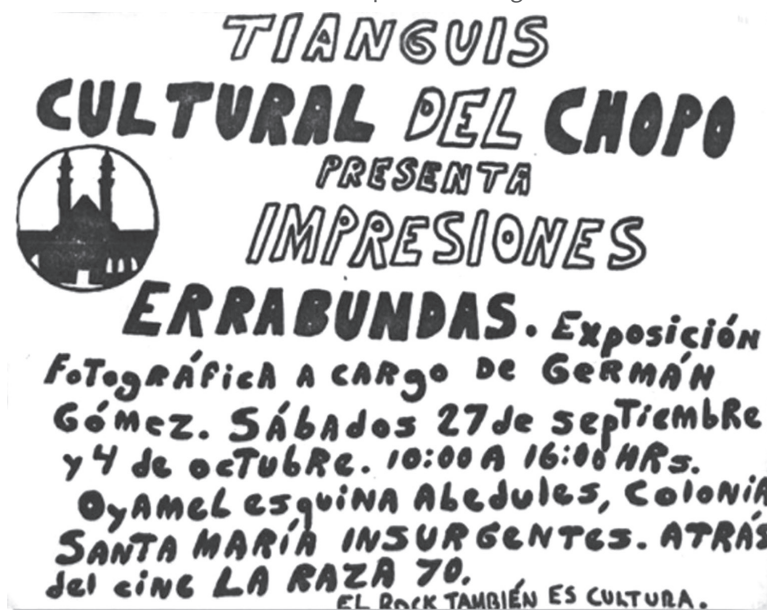 TIANGUIS
CULTURAL DEL CHOPO
PRESENTA
IMPRESIONES
ERRABUNDAS. Exposición
FoTogRÁFicA A CARgo DE GERMÁN
GómEZ. SÁbAdos 27 de sepTiEmbRE
y 4 de ocTubRE. 10:00 A 16:00 HRs.
OyAmEL esquiNA AbEdulEs, ColoniA
SANTA MARÍA INSURGENTES. ATRÁS
del cinE LA RAZA 70.
EL ROCK TAMBIÉN ES CULTURA.